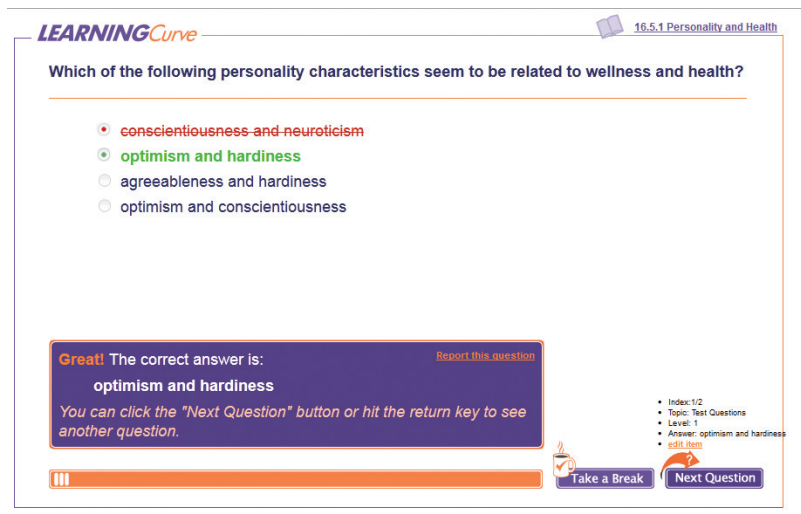 LEARNINGCurve
16.5.1 Personality and Health
Which of the following personality characteristics seem to be related to wellness and health?
conscientiousness and neuroticism
optimism and hardiness
agreeableness and hardiness
optimism and conscientiousness
Great! The correct answer is:
Report this question
optimism and hardiness
You can click the "Next Question" button or hit the return key to see
another question.
• Index:1/2
• Topic: Test Questions
• Level: 1
• Answer: optimism and hardiness
• edit item
?
Take a Break
Next Question